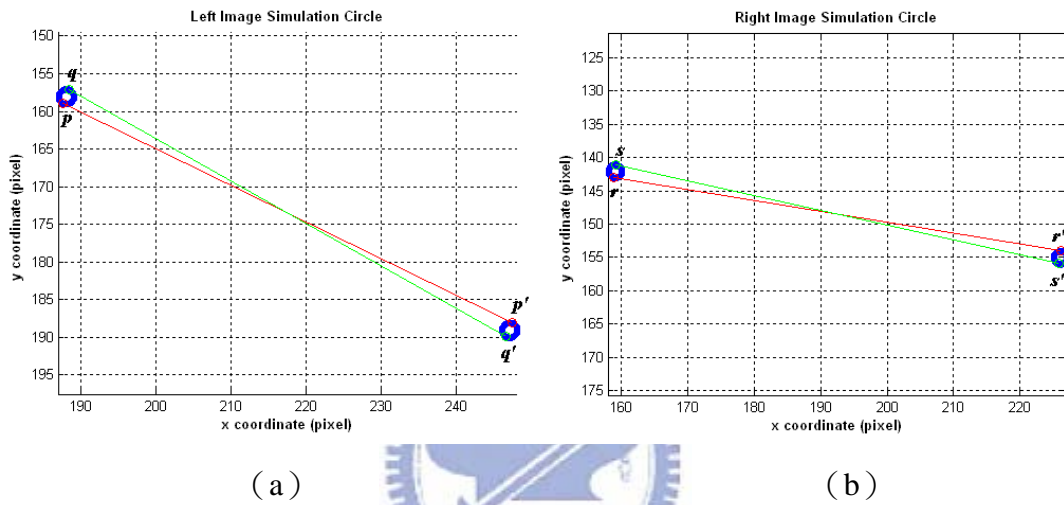 Left Image Simulation Circle
150
155
160
165
170
175
180
185
190
195
y coordinate (pixel)
q
p
p'
q'
190 200 210 220 230 240
x coordinate (pixel)
(a)
Right Image Simulation Circle
125
130
135
140
145
150
155
160
165
170
175
y coordinate (pixel)
s
r
r'
s'
160 170 180 190 200 210 220
x coordinate (pixel)
(b)